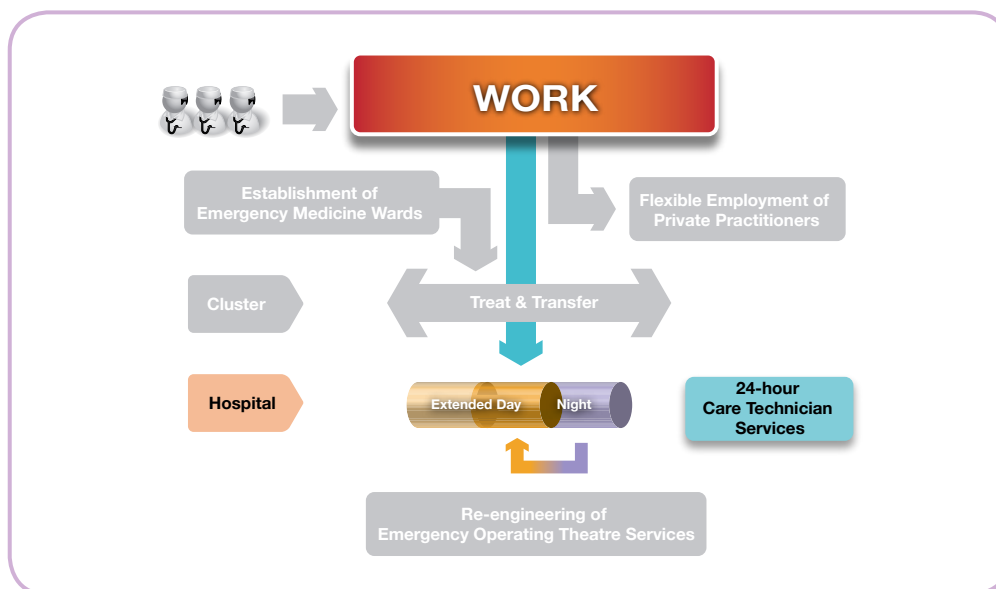 WORK
Establishment of
Emergency Medicine Wards
Flexible Employment of
Private Practitioners
Cluster
Treat & Transfer
Hospital
Extended Day
Night
24-hour
Care Technician
Services
Re-engineering of
Emergency Operating Theatre Services